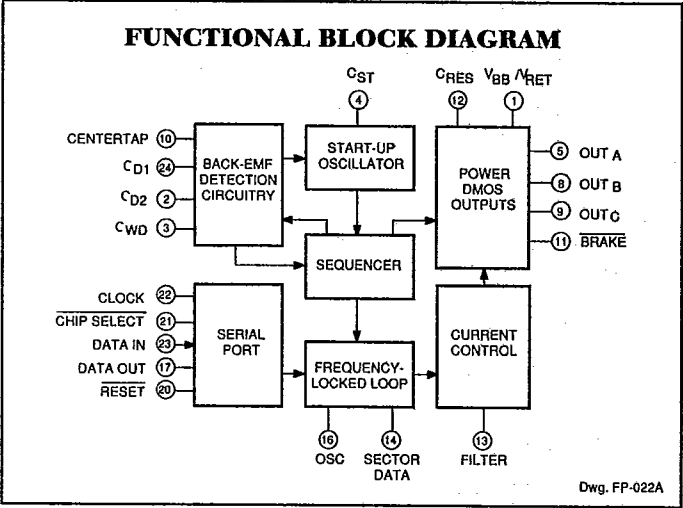 FUNCTIONAL BLOCK DIAGRAM
CST
CRES
VBB /VRET
4
12
1
CENTERTAP 10
CD1 24
CD2 2
CWD 3
BACK-EMF
DETECTION
CIRCUITRY
START-UP
OSCILLATOR
POWER
DMOS
OUTPUTS
5 OUT A
8 OUT B
9 OUT C
11 BRAKE
SEQUENCER
CLOCK 22
CHIP SELECT 21
DATA IN 23
DATA OUT 17
RESET 20
SERIAL
PORT
FREQUENCY-
LOCKED LOOP
CURRENT
CONTROL
16
14
13
OSC
SECTOR
DATA
FILTER
Dwg. FP-022A